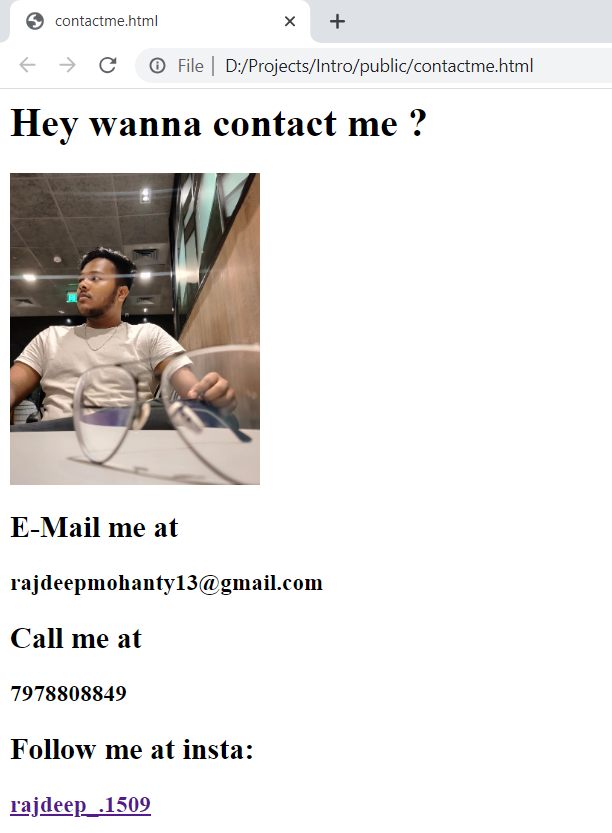 contactme.html
File | D:/Projects/Intro/public/contactme.html
Hey wanna contact me ?
E-Mail me at
rajdeepmohanty13@gmail.com
Call me at
7978808849
Follow me at insta:
rajdeep_.1509